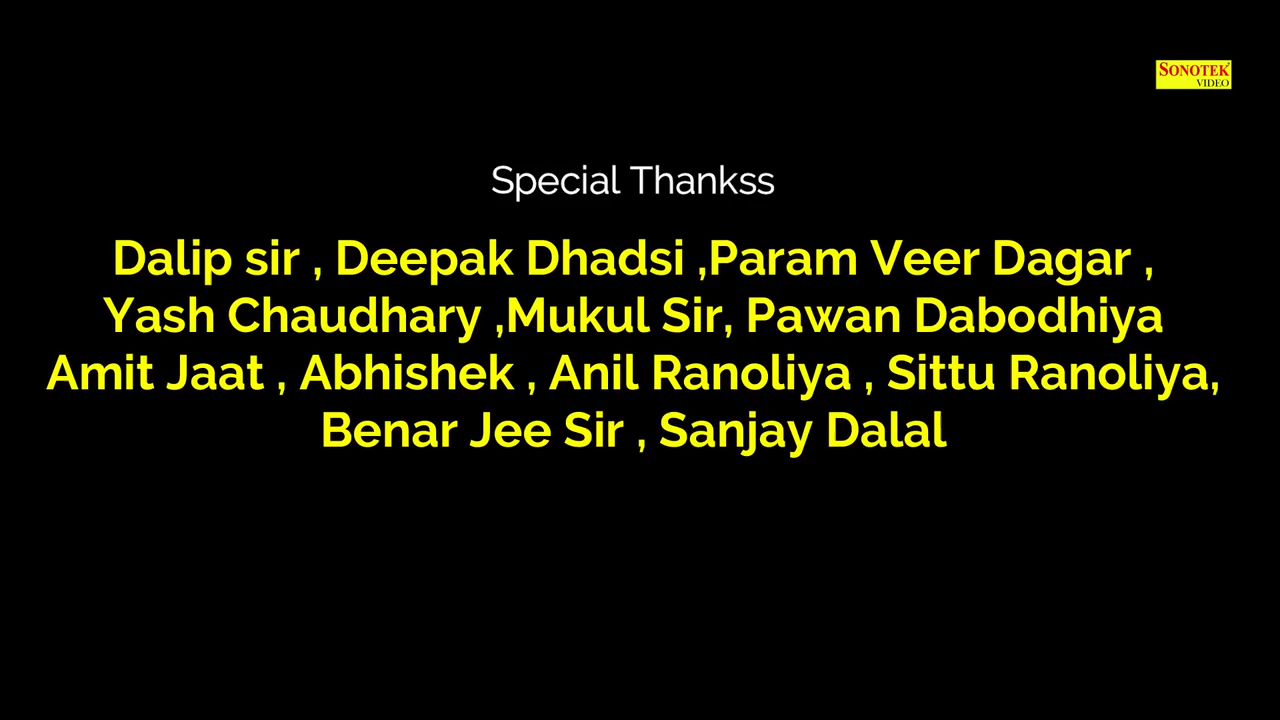 SONOTEK
VIDEO
Special Thankss
Dalip sir , Deepak Dhadsi ,Param Veer Dagar ,
Yash Chaudhary ,Mukul Sir, Pawan Dabodhiya
Amit Jaat , Abhishek , Anil Ranoliya , Sittu Ranoliya,
Benar Jee Sir , Sanjay Dalal